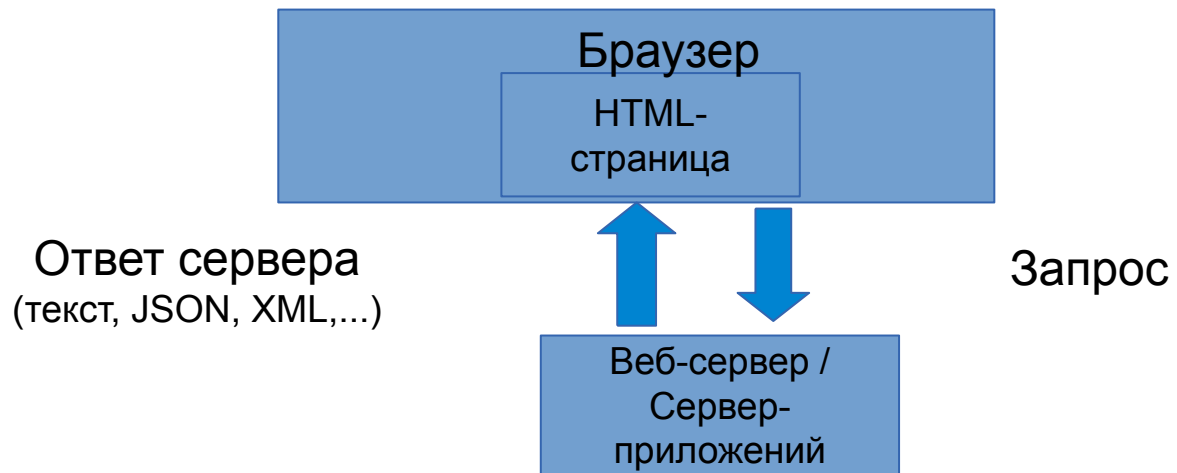 Браузер
HTML-
страница
Ответ сервера
(текст, JSON, XML,...)
Запрос
Веб-сервер /
Сервер-
приложений